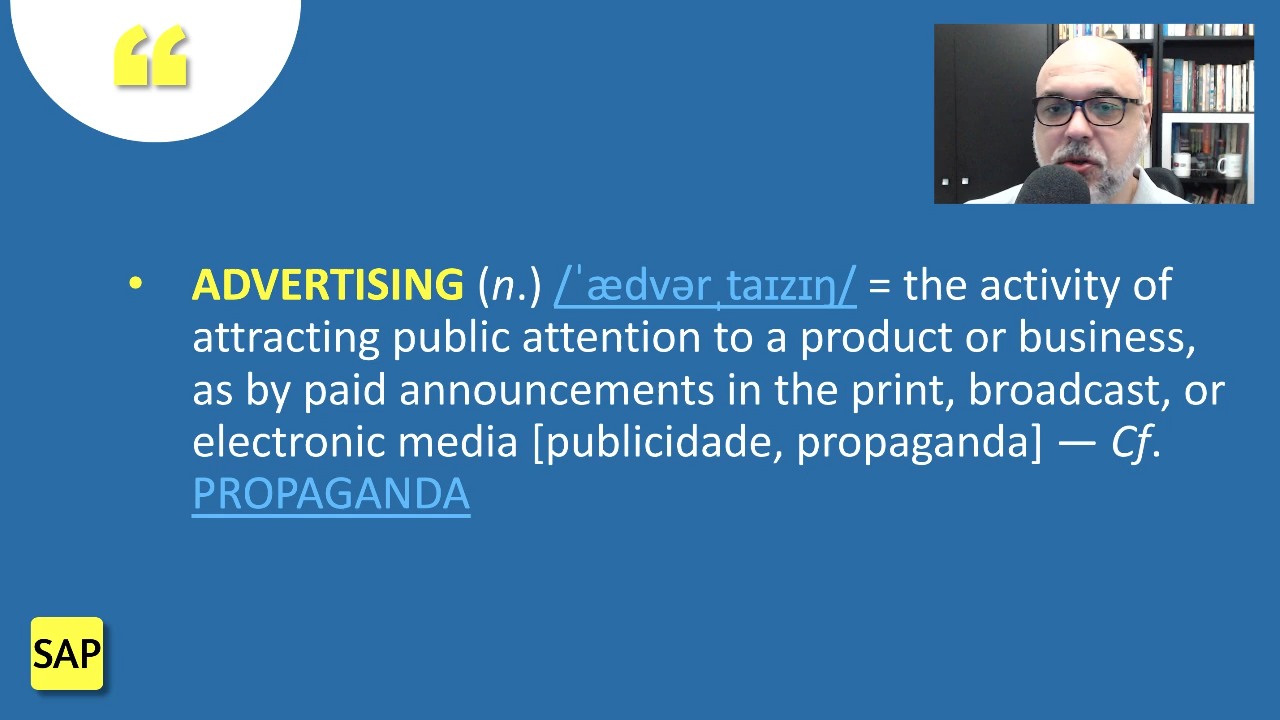 “
• ADVERTISING (n.) /ˈædvərˌtaɪzɪŋ/ = the activity of
attracting public attention to a product or business,
as by paid announcements in the print, broadcast, or
electronic media [publicidade, propaganda] — Cf.
PROPAGANDA
SAP